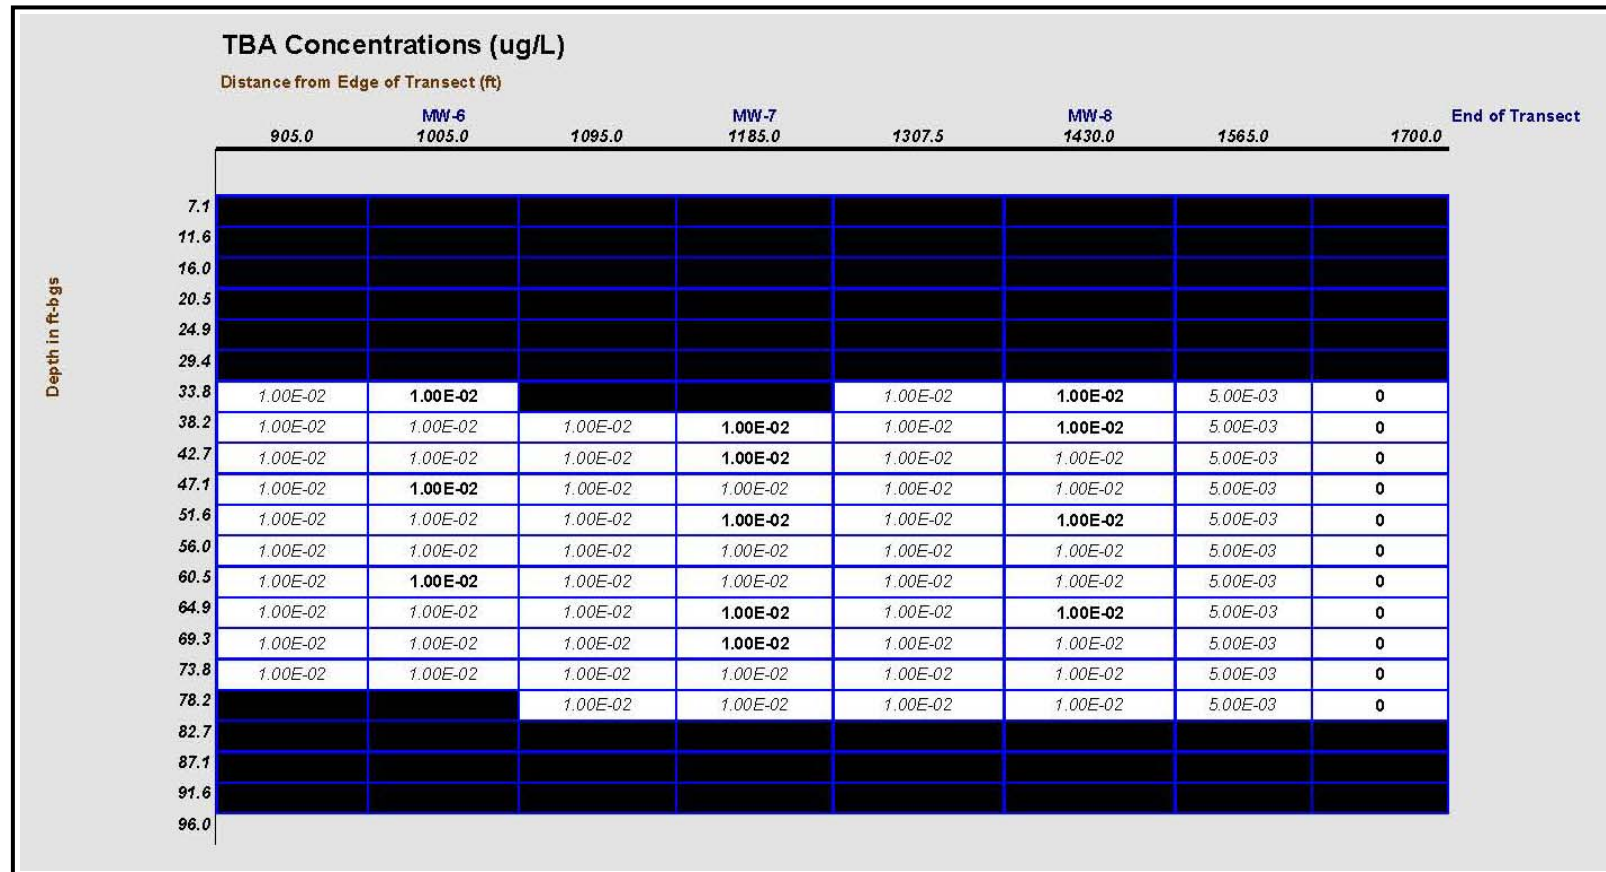 TBA Concentrations (ug/L)
Distance from Edge of Transect (ft)
MW-6 MW-7 MW-8 End of Transect
905.0 1005.0 1095.0 1185.0 1307.5 1430.0 1565.0 1700.0
Depth in ft-bgs
7.1
11.6
16.0
20.5
24.9
29.4
33.8 1.00E-02 1.00E-02 1.00E-02 1.00E-02 5.00E-03 0
38.2 1.00E-02 1.00E-02 1.00E-02 1.00E-02 1.00E-02 1.00E-02 5.00E-03 0
42.7 1.00E-02 1.00E-02 1.00E-02 1.00E-02 1.00E-02 1.00E-02 5.00E-03 0
47.1 1.00E-02 1.00E-02 1.00E-02 1.00E-02 1.00E-02 1.00E-02 5.00E-03 0
51.6 1.00E-02 1.00E-02 1.00E-02 1.00E-02 1.00E-02 1.00E-02 5.00E-03 0
56.0 1.00E-02 1.00E-02 1.00E-02 1.00E-02 1.00E-02 1.00E-02 5.00E-03 0
60.5 1.00E-02 1.00E-02 1.00E-02 1.00E-02 1.00E-02 1.00E-02 5.00E-03 0
64.9 1.00E-02 1.00E-02 1.00E-02 1.00E-02 1.00E-02 1.00E-02 5.00E-03 0
69.3 1.00E-02 1.00E-02 1.00E-02 1.00E-02 1.00E-02 1.00E-02 5.00E-03 0
73.8 1.00E-02 1.00E-02 1.00E-02 1.00E-02 1.00E-02 1.00E-02 5.00E-03 0
78.2 1.00E-02 1.00E-02 1.00E-02 1.00E-02 5.00E-03 0
82.7
87.1
91.6
96.0